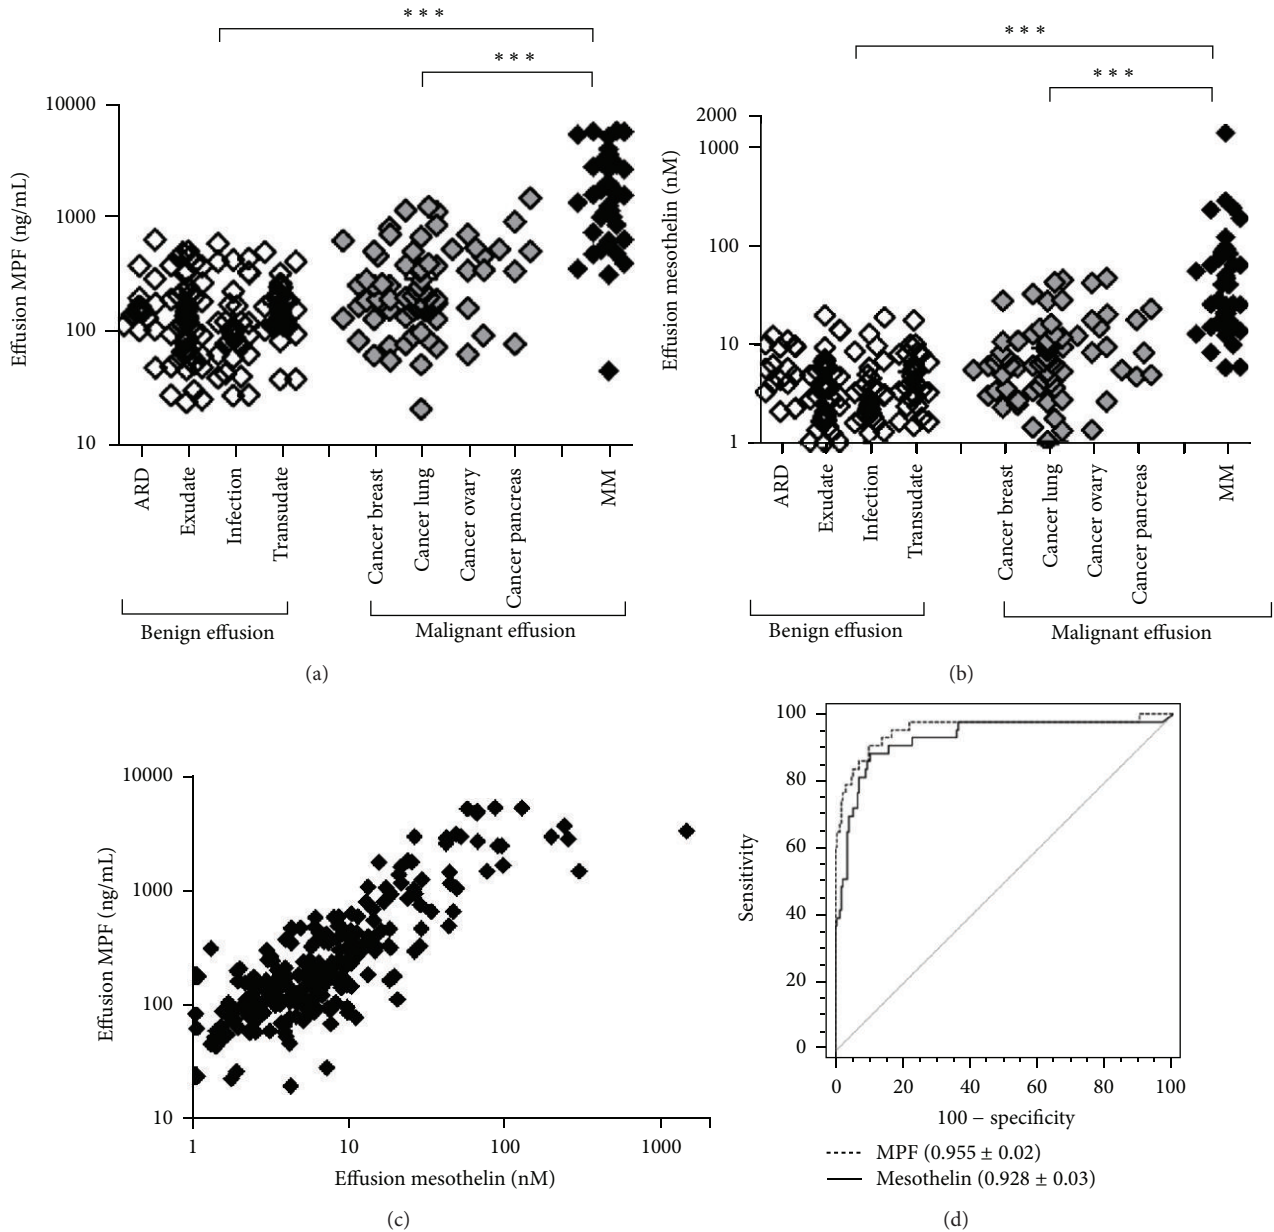 * * *
* * *
10000
1000
100
10
Effusion MPF (ng/mL)
ARD
Exudate
Infection
Transudate
Cancer breast
Cancer lung
Cancer ovary
Cancer pancreas
MM
Benign effusion
Malignant effusion
(a)
* * *
* * *
2000
1000
100
10
1
Effusion mesothelin (nM)
ARD
Exudate
Infection
Transudate
Cancer breast
Cancer lung
Cancer ovary
Cancer pancreas
MM
Benign effusion
Malignant effusion
(b)
10000
1000
100
10
Effusion MPF (ng/mL)
1 10 100 1000
Effusion mesothelin (nM)
(c)
100
80
60
40
20
0
Sensitivity
0 20 40 60 80 100
100 − specificity
MPF (0.955 ± 0.02)
Mesothelin (0.928 ± 0.03)
(d)